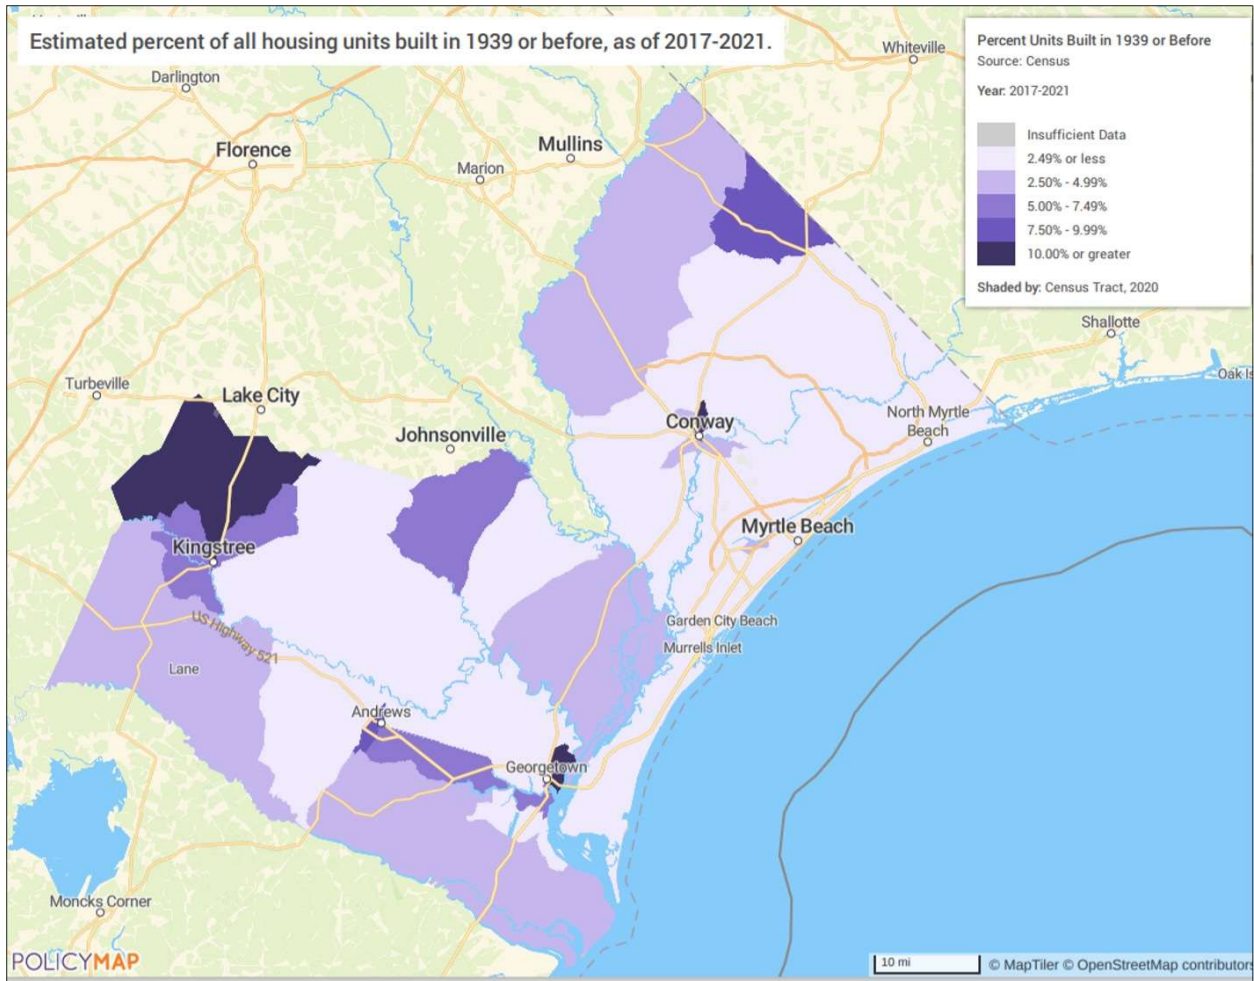 Estimated percent of all housing units built in 1939 or before, as of 2017-2021.
Percent Units Built in 1939 or Before
Source: Census
Year: 2017-2021
Insufficient Data
2.49% or less
2.50% - 4.99%
5.00% - 7.49%
7.50% - 9.99%
10.00% or greater
Shaded by: Census Tract, 2020
Whiteville
Darlington
Florence
Mullins
Marion
Shallotte
Oak Is
Turbeville
Lake City
North Myrtle
Beach
Conway
Johnsonville
Myrtle Beach
Kingstree
Garden City Beach
US Highway 521
Murrells Inlet
Lane
Andrews
Georgetown
Moncks Corner
POLICYMAP
10 mi
© MapTiler © OpenStreetMap contributors